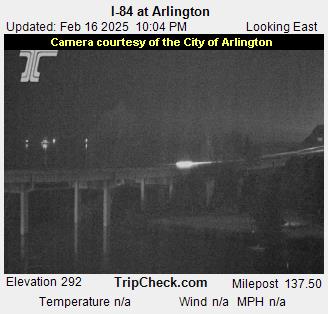 I-84 at Arlington
Updated: Feb 16 2025 10:04 PM Looking East
Camera courtesy of the City of Arlington
Elevation 292 TripCheck.com Milepost 137.50
Temperature n/a Wind n/a MPH n/a